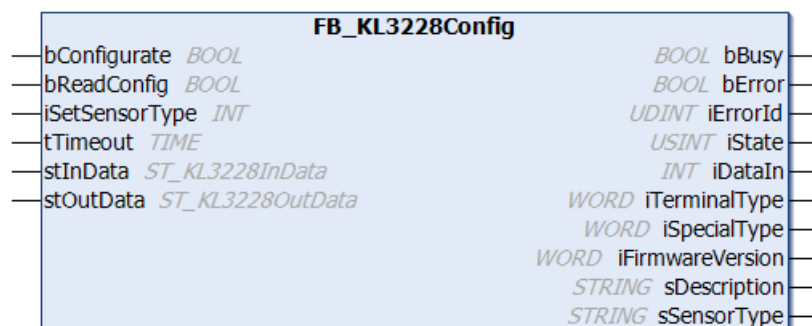 FB_KL3228Config
bConfigurate BOOL BOOL bBusy
bReadConfig BOOL BOOL bError
iSetSensorType INT UDINT iErrorId
tTimeout TIME USINT iState
stInData ST_KL3228InData INT iDataIn
stOutData ST_KL3228OutData WORD iTerminalType
WORD iSpecialType
WORD iFirmwareVersion
STRING sDescription
STRING sSensorType